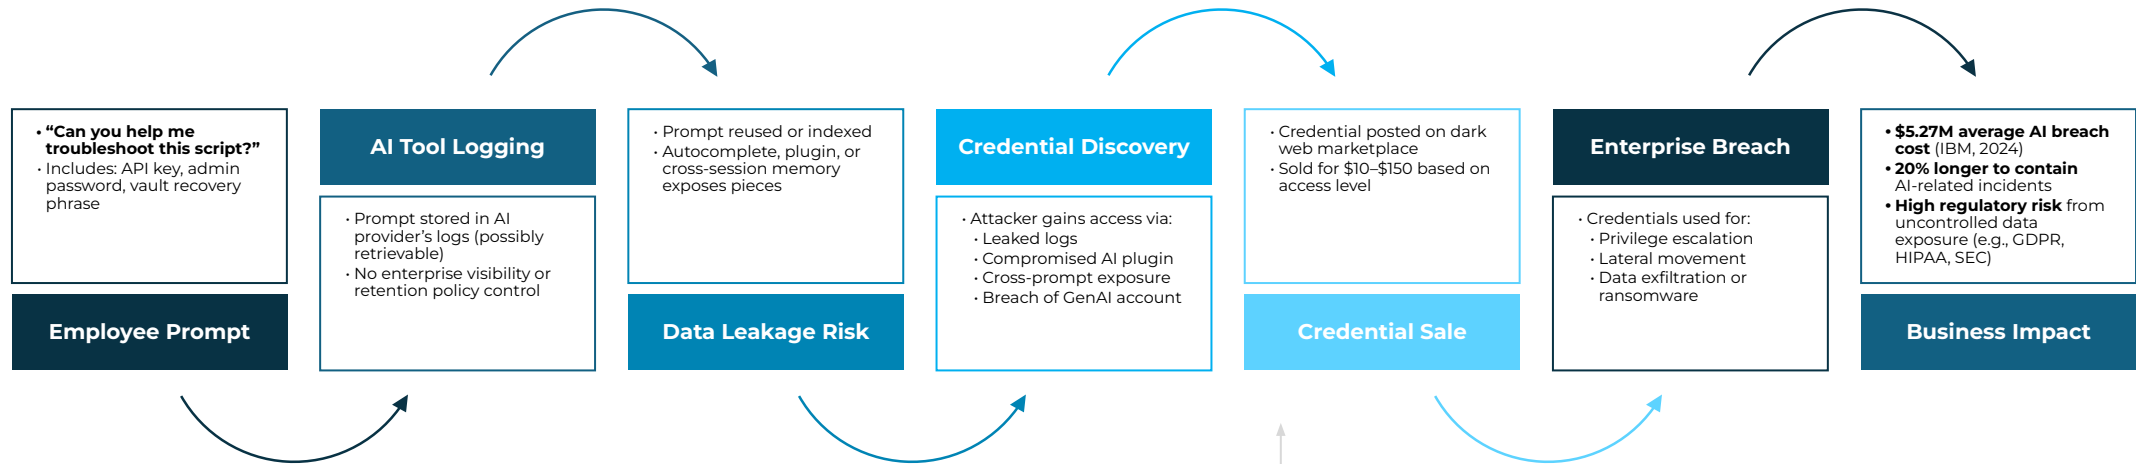 • “Can you help me
troubleshoot this script?”
• Includes: API key, admin
password, vault recovery
phrase
Employee Prompt
AI Tool Logging
• Prompt stored in AI
provider’s logs (possibly
retrievable)
• No enterprise visibility or
retention policy control
• Prompt reused or indexed
• Autocomplete, plugin, or
cross-session memory
exposes pieces
Data Leakage Risk
Credential Discovery
• Attacker gains access via:
• Leaked logs
• Compromised AI plugin
• Cross-prompt exposure
• Breach of GenAI account
• Credential posted on dark
web marketplace
• Sold for $10–$150 based on
access level
Credential Sale
Enterprise Breach
• Credentials used for:
• Privilege escalation
• Lateral movement
• Data exfiltration or
ransomware
• $5.27M average AI breach
cost (IBM, 2024)
• 20% longer to contain
AI-related incidents
• High regulatory risk from
uncontrolled data
exposure (e.g., GDPR,
HIPAA, SEC)
Business Impact